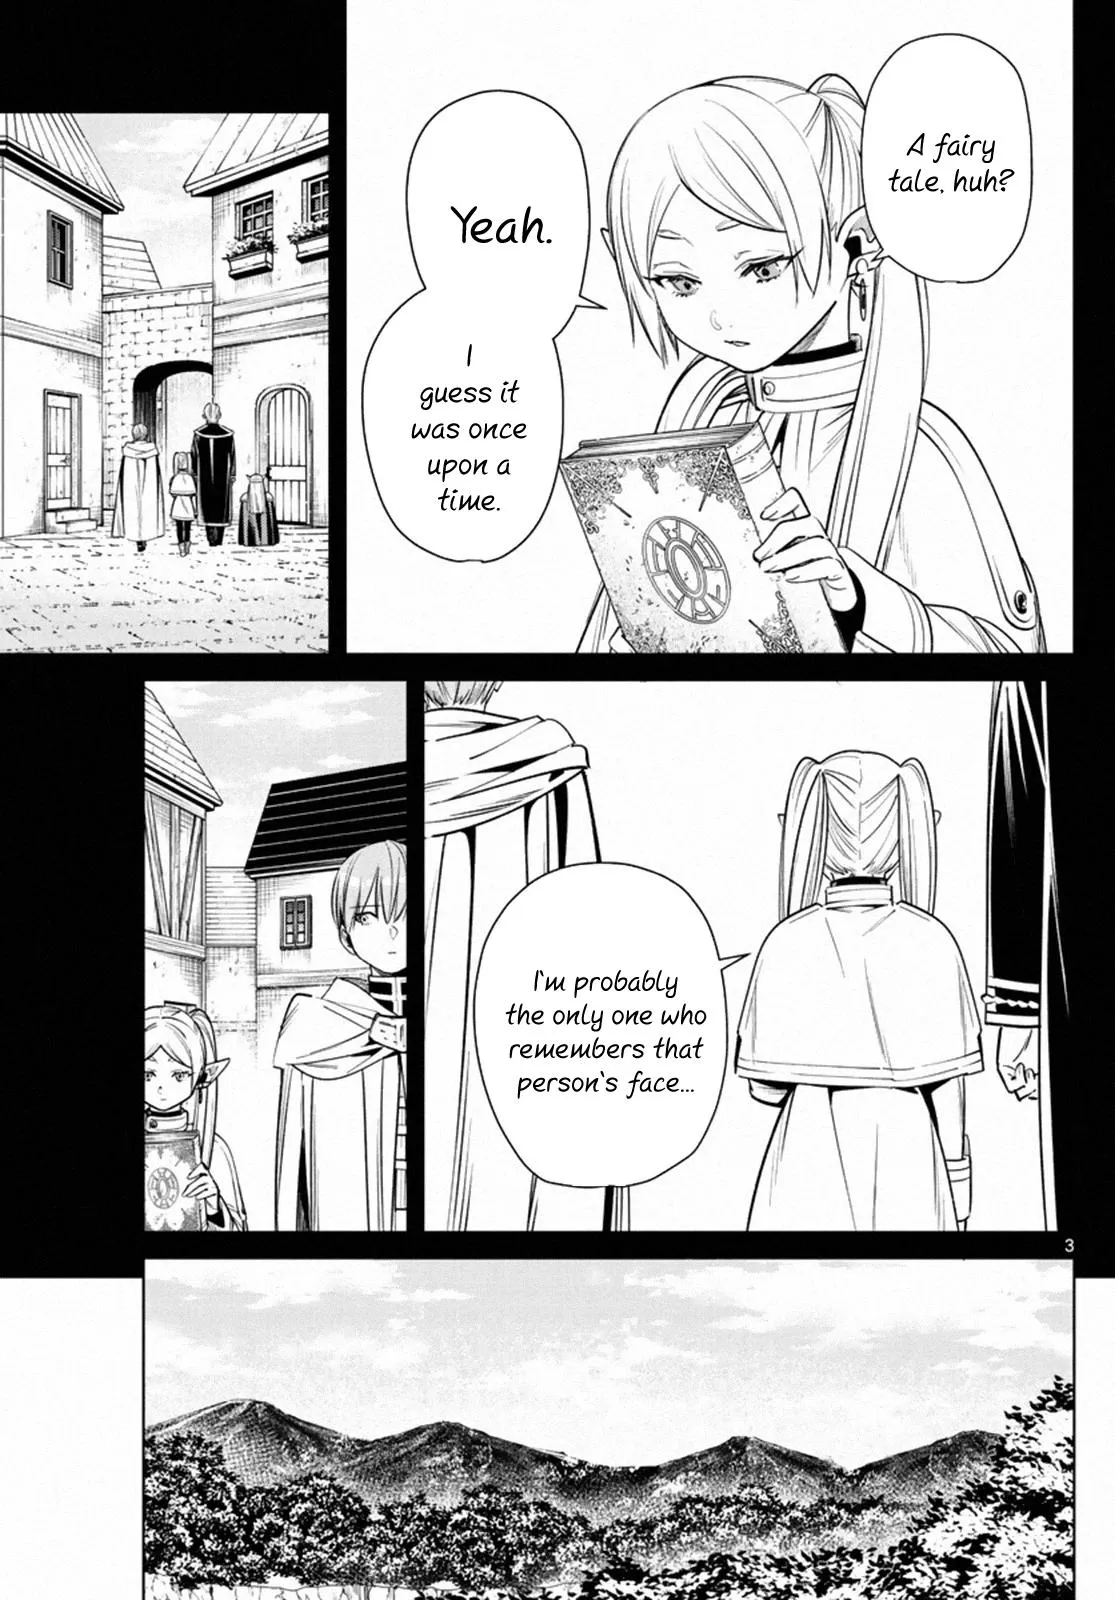 A fairy
tale, huh?
Yeah.
I
guess it
was once
upon a
time.
I'm probably
the only one who
remembers that
person's face...
3